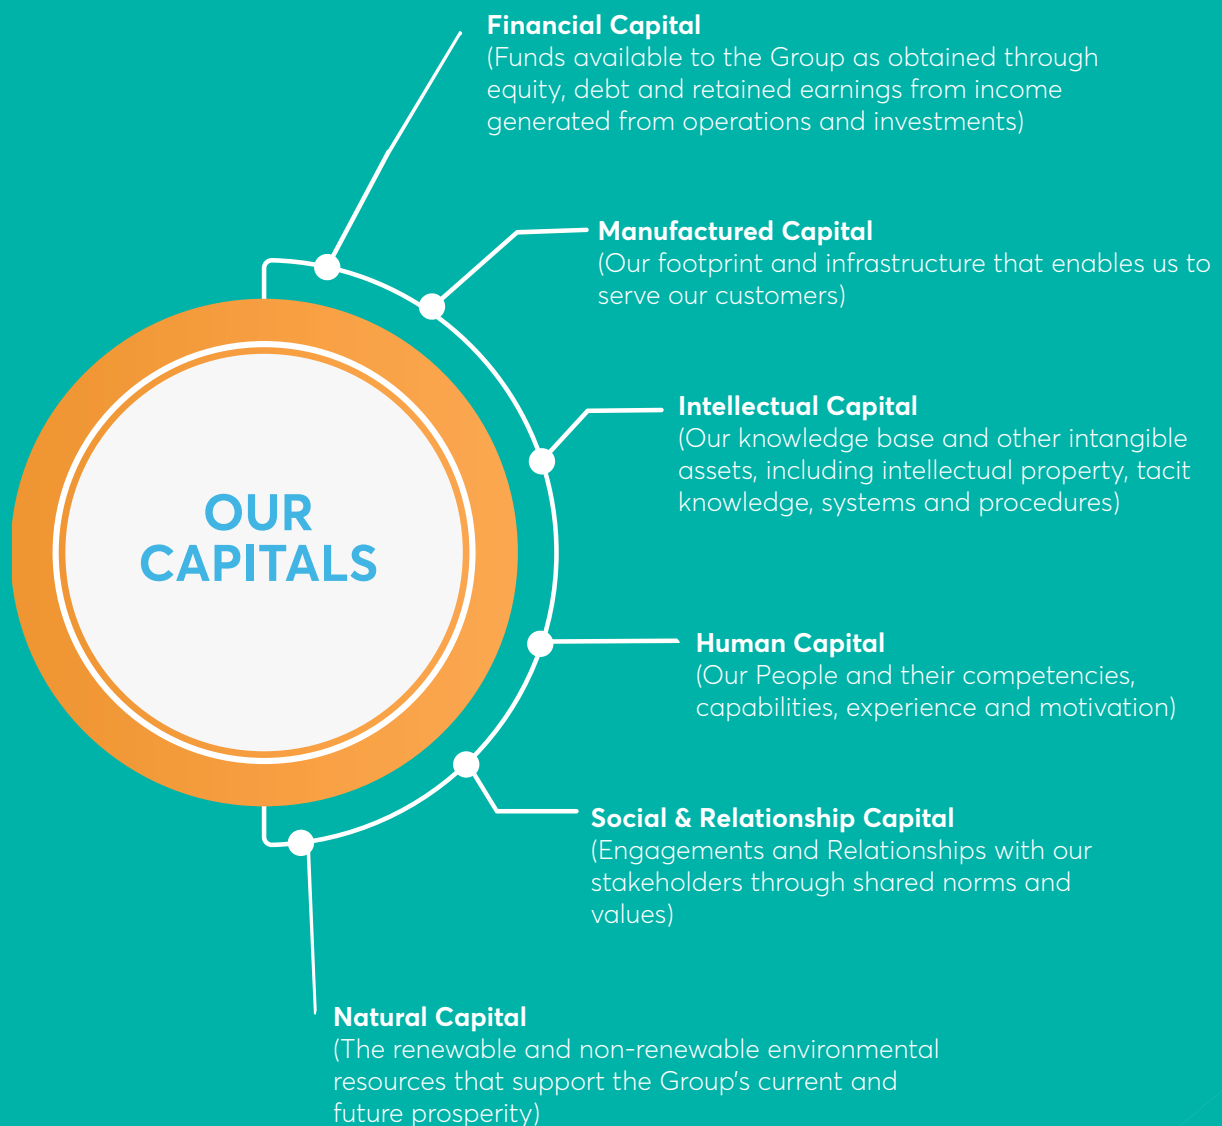 Financial Capital
(Funds available to the Group as obtained through
equity, debt and retained earnings from income
generated from operations and investments)
Manufactured Capital
(Our footprint and infrastructure that enables us to
serve our customers)
Intellectual Capital
(Our knowledge base and other intangible
assets, including intellectual property, tacit
knowledge, systems and procedures)
OUR
CAPITALS
Human Capital
(Our People and their competencies,
capabilities, experience and motivation)
Social & Relationship Capital
(Engagements and Relationships with our
stakeholders through shared norms and
values)
Natural Capital
(The renewable and non-renewable environmental
resources that support the Group's current and
future prosperity)